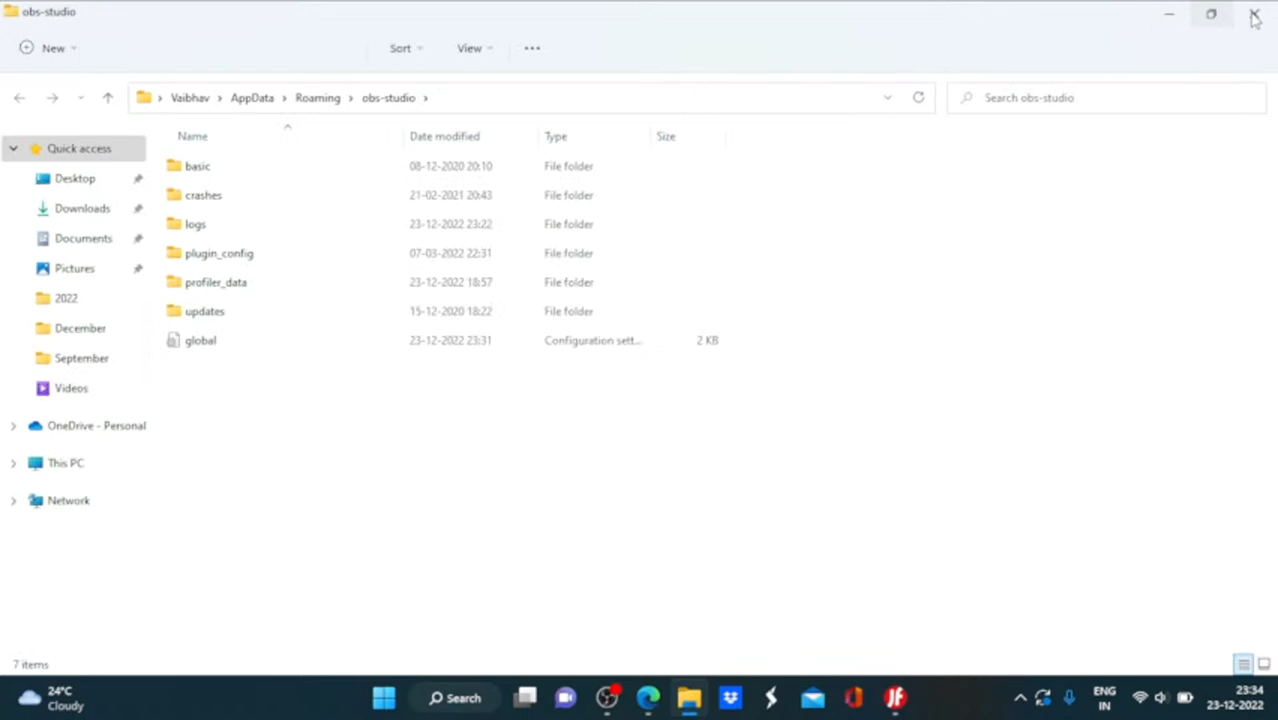 obs-studio
New
Sort
View
Vaibhav > AppData > Roaming > obs-studio >
Search obs-studio
Name Date modified Type Size
Quick access
Desktop
Downloads
Documents
Pictures
2022
December
September
Videos
OneDrive - Personal
This PC
Network
basic 08-12-2020 20:10 File folder
crashes 21-02-2021 20:43 File folder
logs 23-12-2022 23:22 File folder
plugin_config 07-03-2022 22:31 File folder
profiler_data 23-12-2022 18:57 File folder
updates 15-12-2020 18:22 File folder
global 23-12-2022 23:31 Configuration sett... 2 KB
7 items
24°C
Cloudy
Search
ENG
IN
23:34
23-12-2022